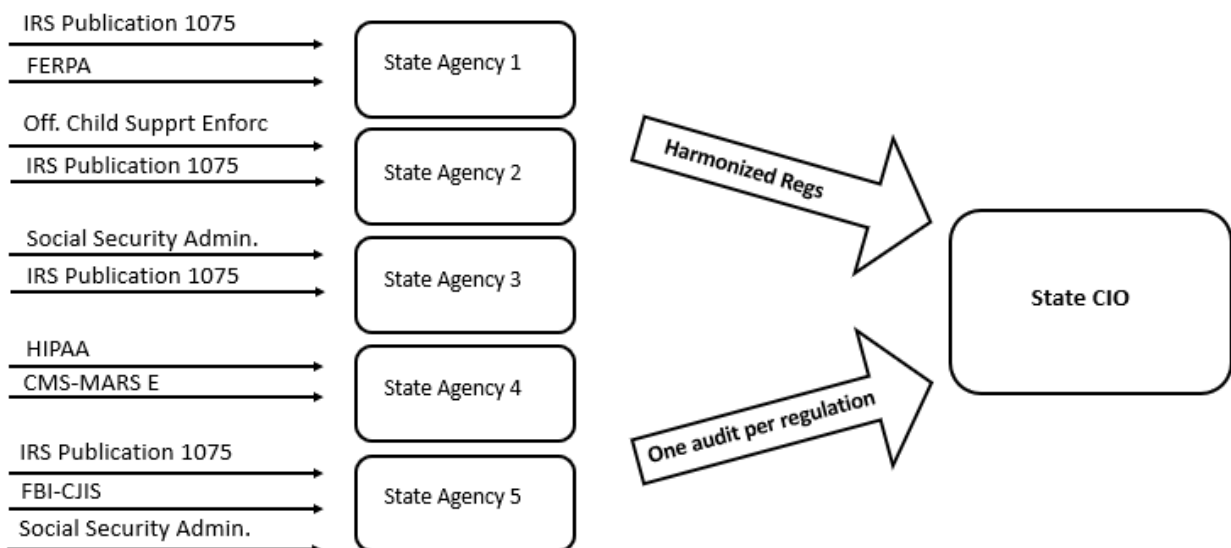 IRS Publication 1075
FERPA
State Agency 1
Off. Child Supprt Enforc
IRS Publication 1075
State Agency 2
Social Security Admin.
IRS Publication 1075
State Agency 3
HIPAA
CMS-MARS E
State Agency 4
IRS Publication 1075
FBI-CJIS
Social Security Admin.
State Agency 5
Harmonized Regs
One audit per regulation
State CIO